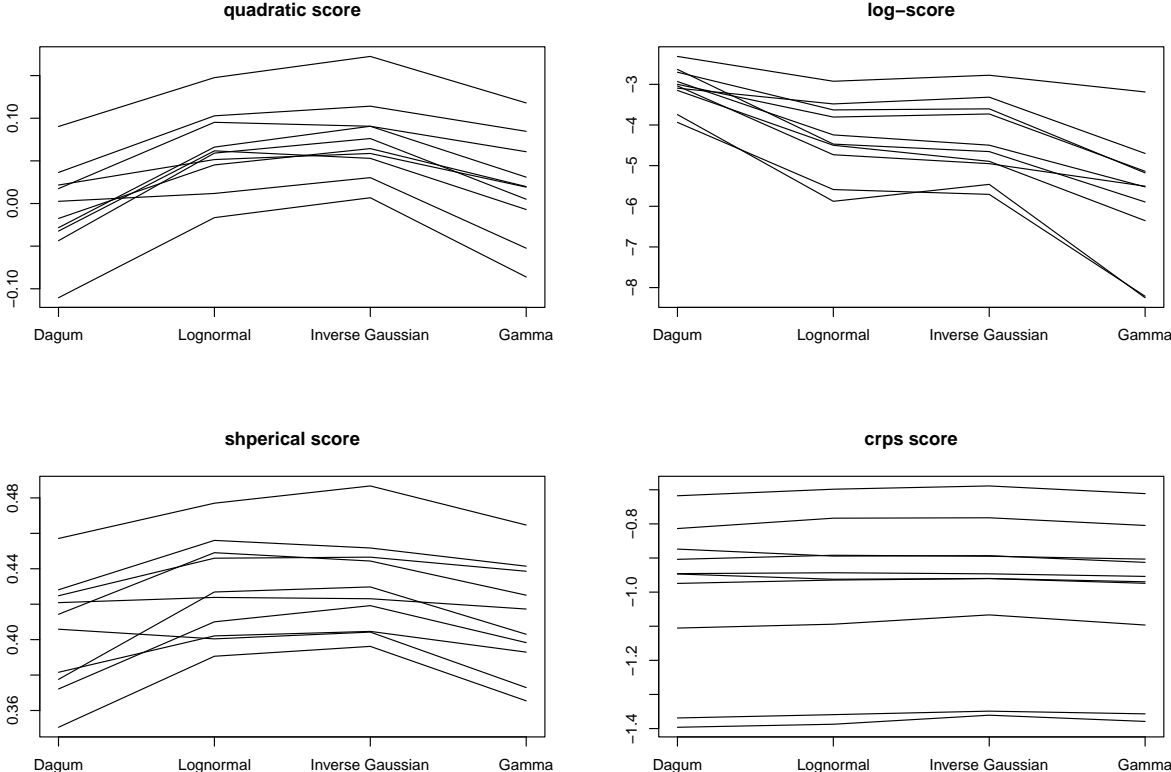 quadratic score
0.10
0.00
−0.10
Dagum Lognormal Inverse Gaussian Gamma
log−score
−3
−4
−5
−6
−7
−8
Dagum Lognormal Inverse Gaussian Gamma
shperical score
0.48
0.44
0.40
0.36
Dagum Lognormal Inverse Gaussian Gamma
crps score
−0.8
−1.0
−1.2
−1.4
Dagum Lognormal Inverse Gaussian Gamma